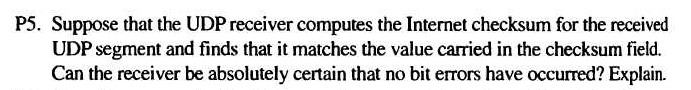 P5. Suppose that the UDP receiver computes the Internet checksum for the received
UDP segment and finds that it matches the value carried in the checksum field.
Can the receiver be absolutely certain that no bit errors have occurred? Explain.